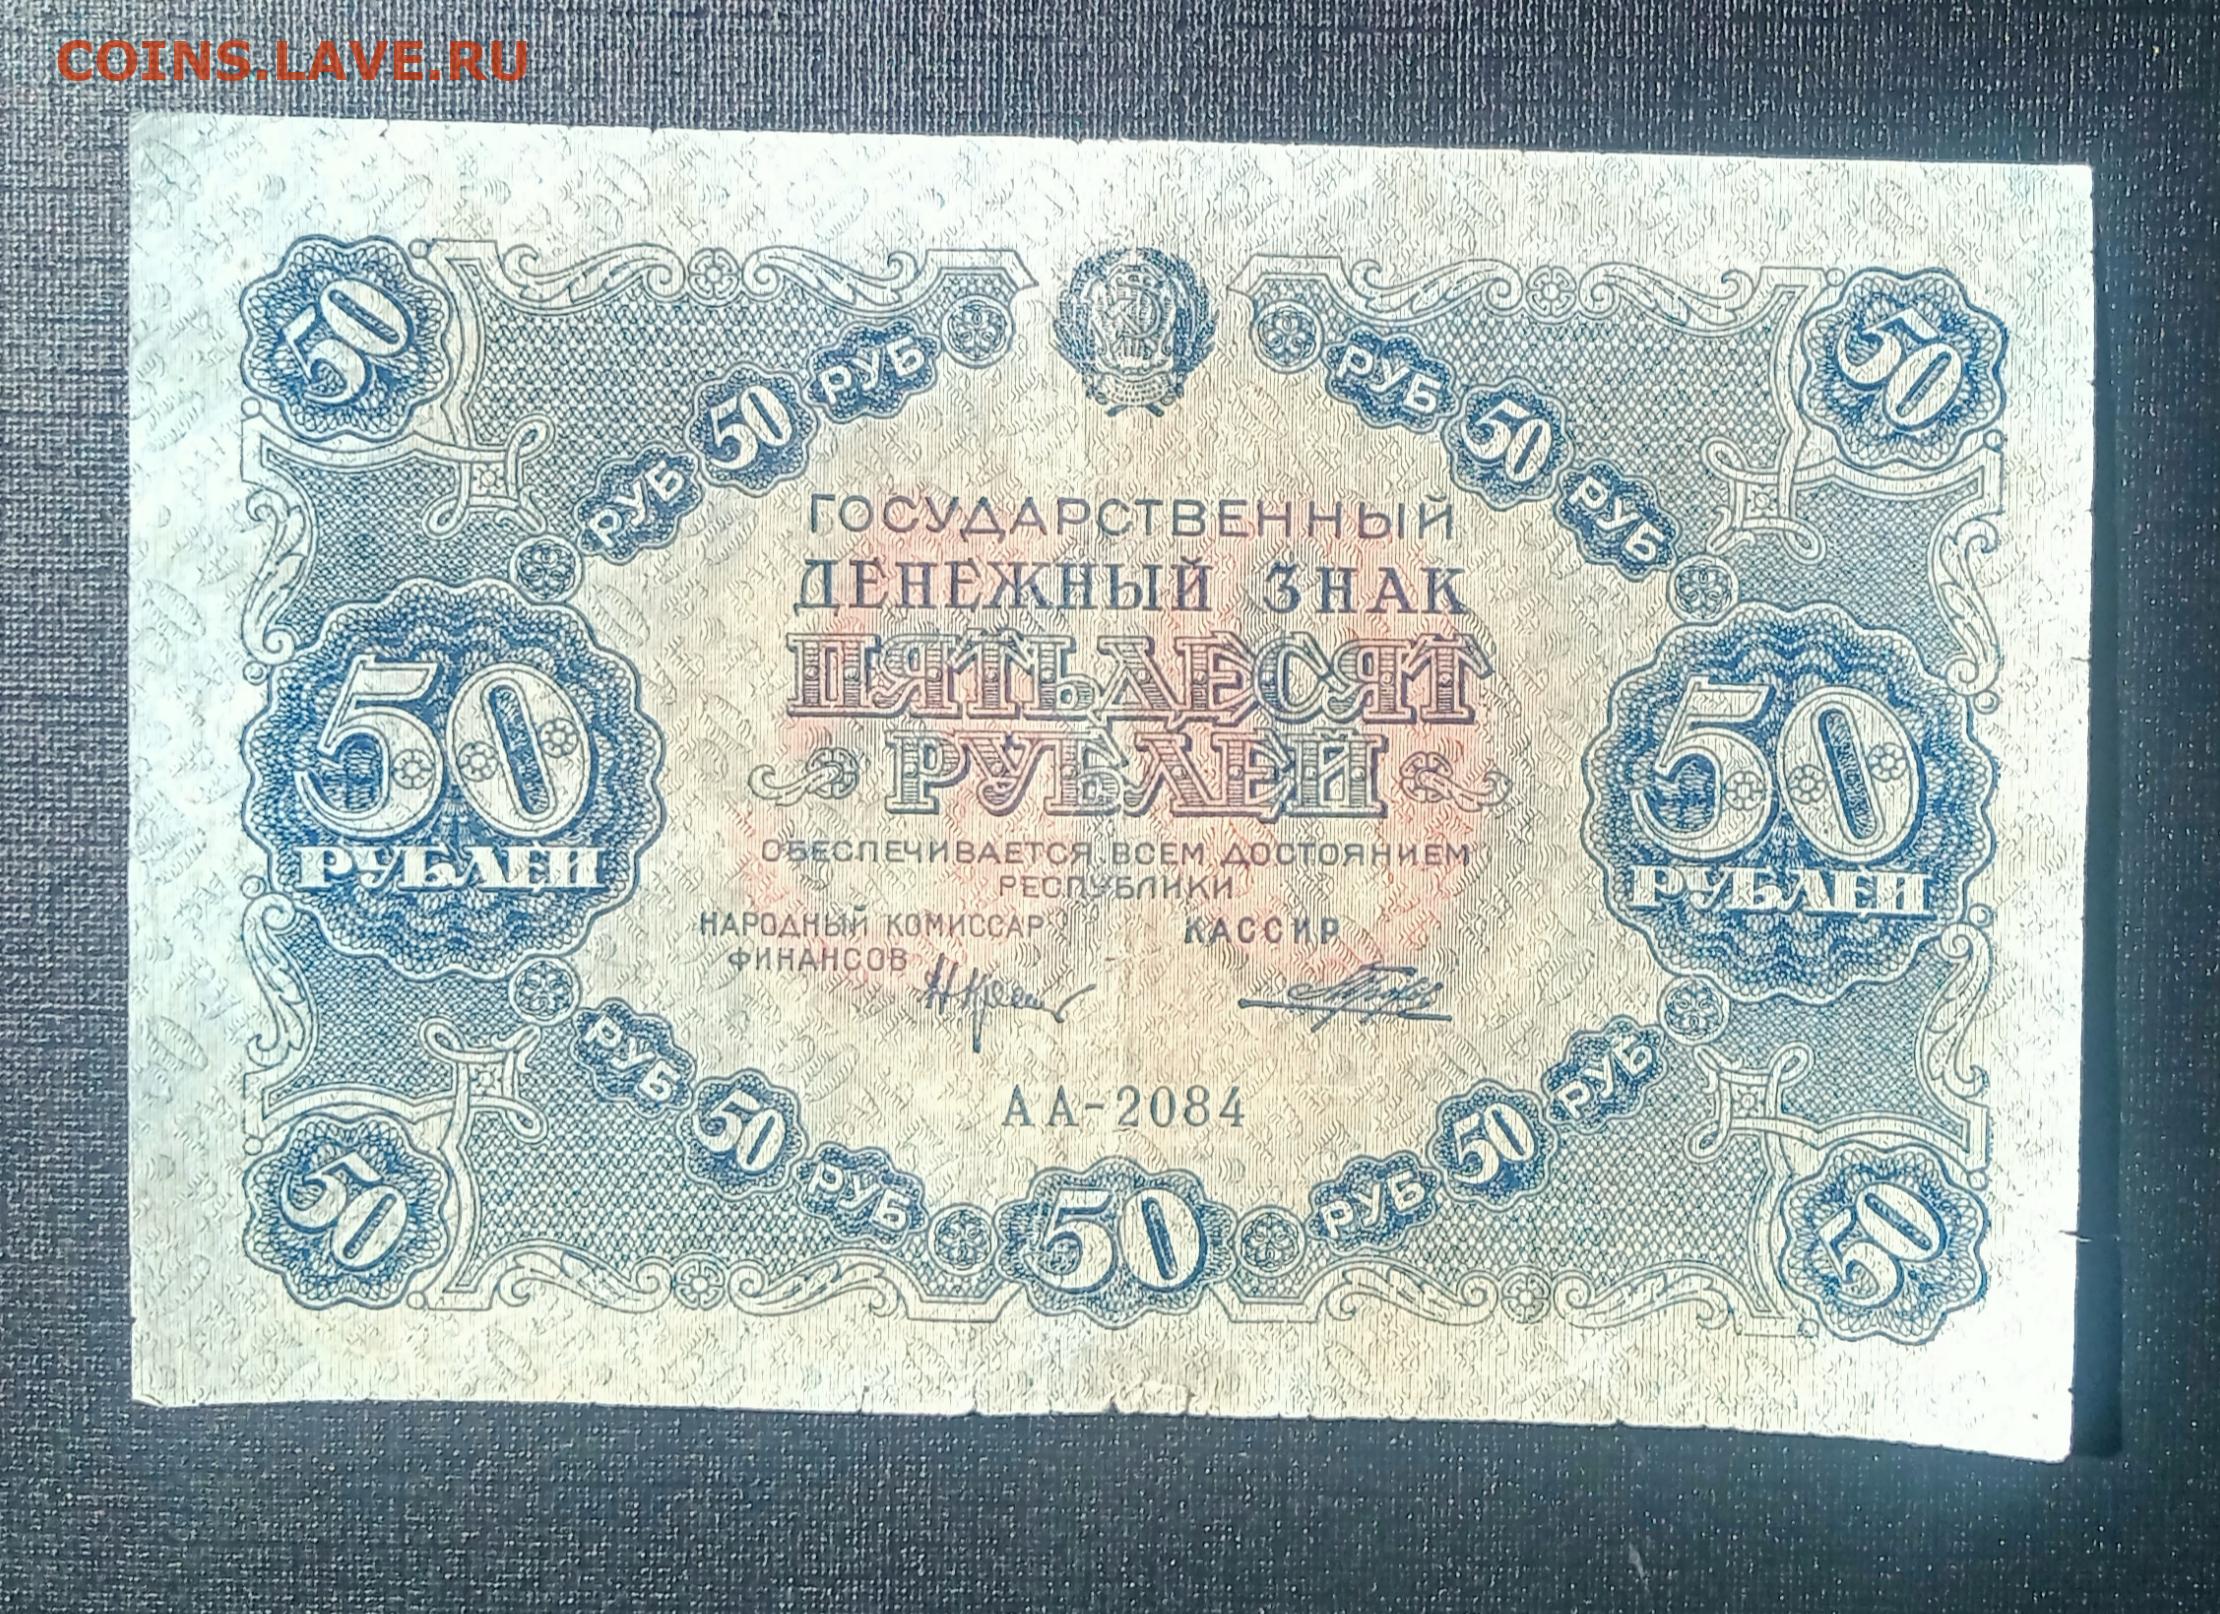 COINS.LAVE.RU
50
50
РУБ 50 РУБ
РУБ 50 РУБ
ГОСУДАРСТВЕННЫЙ
ДЕНЕЖНЫЙ ЗНАК
ПЯТЬДЕСЯТ
РУБЛЕЙ
50
РУБЛЕЙ
50
РУБЛЕЙ
ОБЕСПЕЧИВАЕТСЯ ВСЕМ ДОСТОЯНИЕМ
РЕСПУБЛИКИ
НАРОДНЫЙ КОМИССАР
ФИНАНСОВ
КАССИР
АА-2084
РУБ 50 РУБ
РУБ 50 РУБ
50
50
50